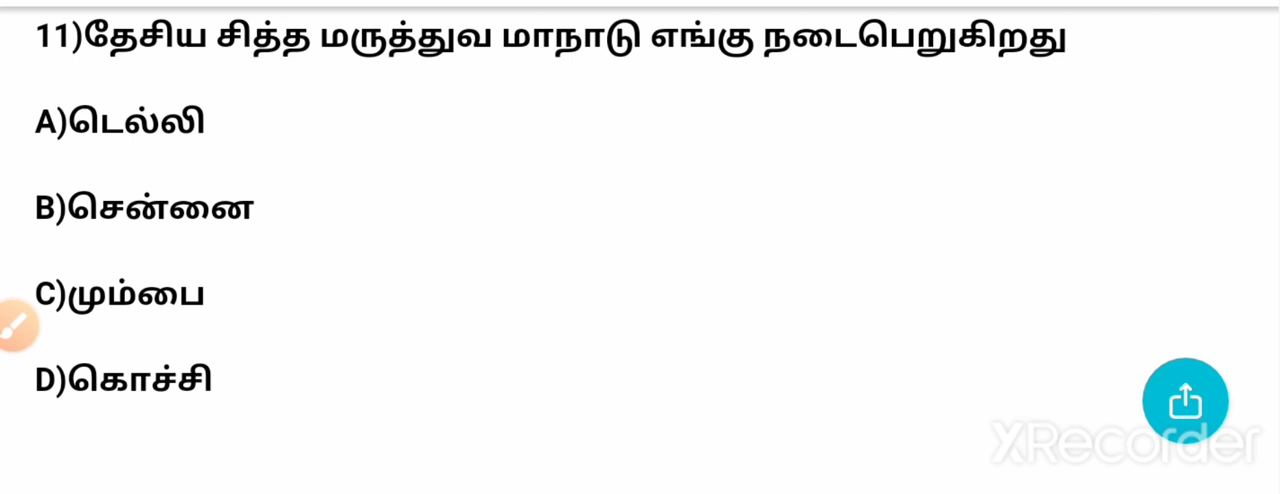 11)தேசிய சித்த மருத்துவ மாநாடு எங்கு நடைபெறுகிறது
A)டெல்லி
B)சென்னை
C)மும்பை
D)கொச்சி
XRecorder